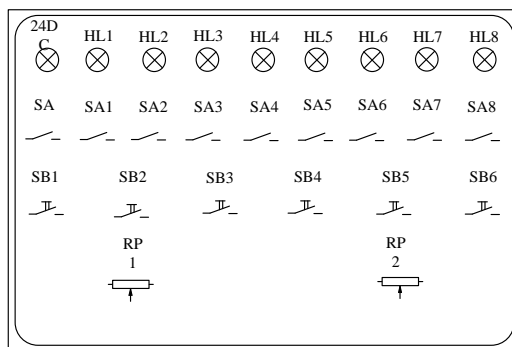 24D
C
HL1 HL2 HL3 HL4 HL5 HL6 HL7 HL8
SA SA1 SA2 SA3 SA4 SA5 SA6 SA7 SA8
SB1 SB2 SB3 SB4 SB5 SB6
RP
1
RP
2